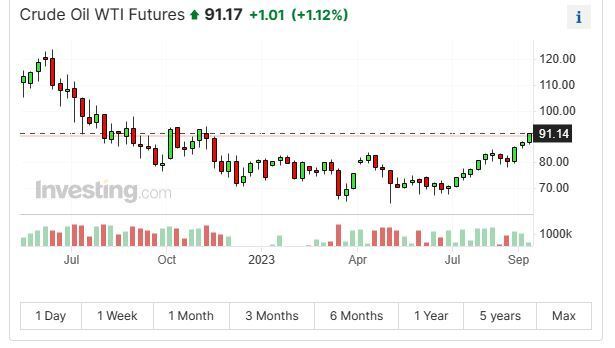 Crude Oil WTI Futures 91.17 +1.01 (+1.12%)
i
120.00
110.00
100.00
91.14
80.00
70.00
Investing.com
1000k
Jul Oct 2023 Apr Jul Sep
1 Day 1 Week 1 Month 3 Months 6 Months 1 Year 5 years Max